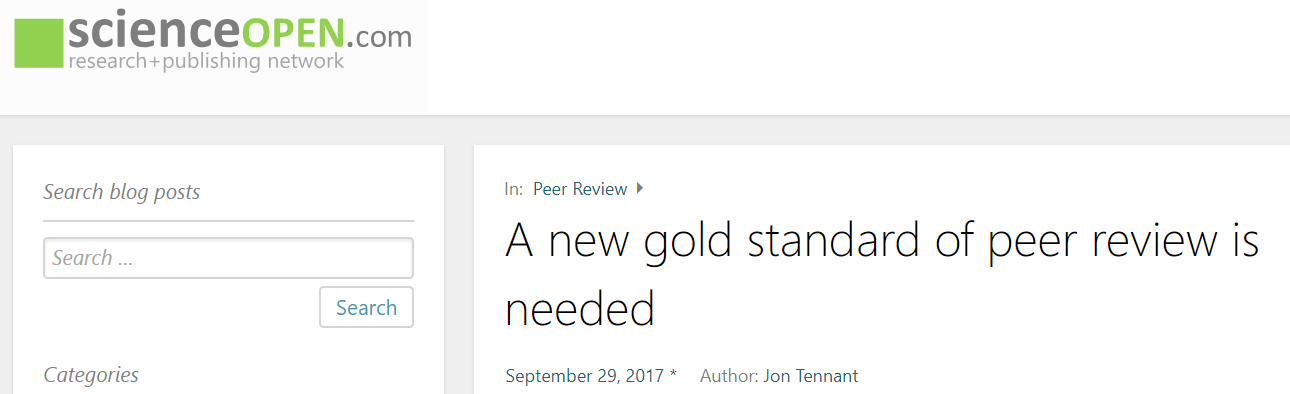 scienceOPEN.com
research+publishing network
Search blog posts
Search ...
Search
Categories
In: Peer Review
A new gold standard of peer review is
needed
September 29, 2017 * Author: Jon Tennant